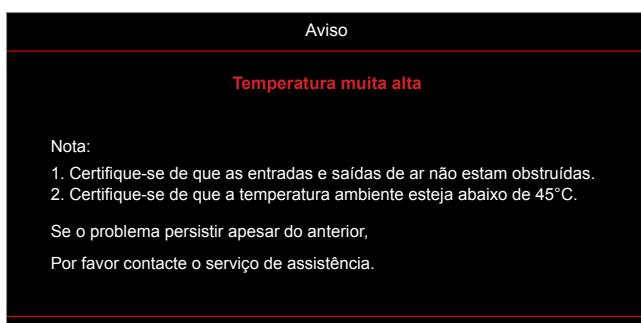 Aviso
Temperatura muita alta
Nota:
1. Certifique-se de que as entradas e saídas de ar não estam obstruídas.
2. Certifique-se de que a temperatura ambiente esteja abaixo de 45°C.
Se o problema persistir apesar do anterior,
Por favor contacte o serviço de assistência.